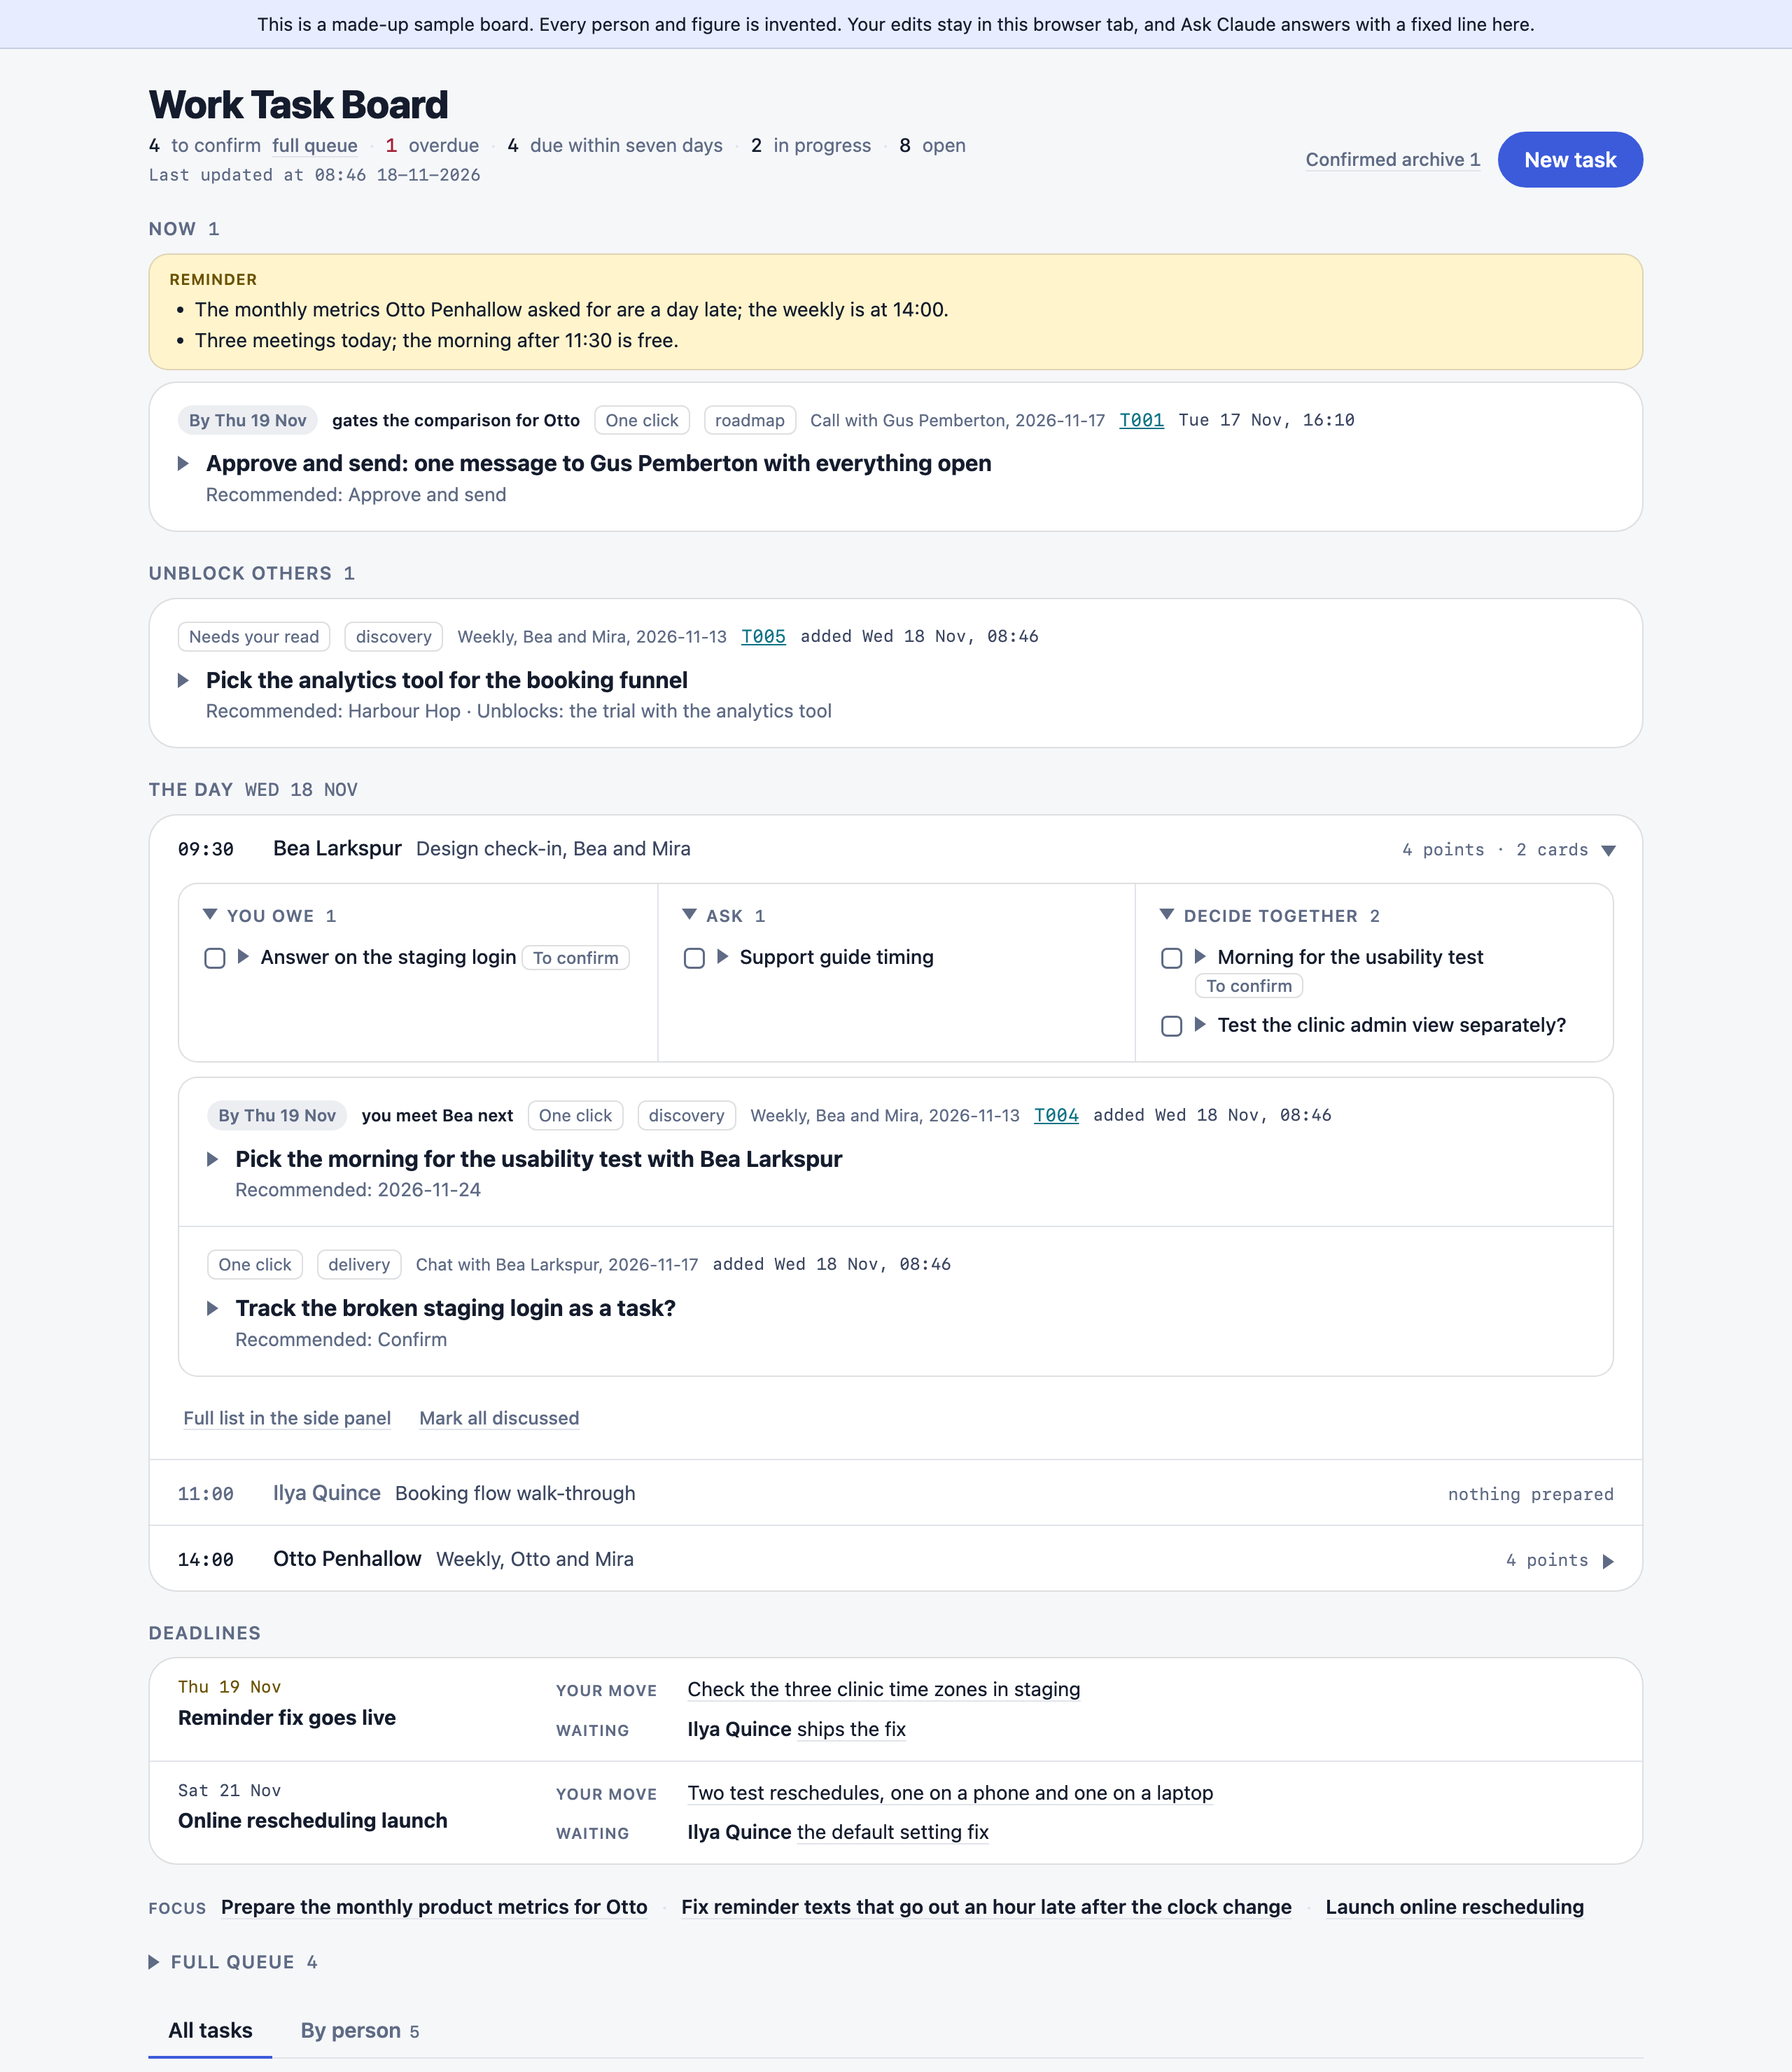 This is a made-up sample board. Every person and figure is invented. Your edits stay in this browser tab, and Ask Claude answers with a fixed line here.
Work Task Board
4 to confirm full queue · 1 overdue · 4 due within seven days · 2 in progress · 8 open
Last updated at 08:46 18-11-2026
Confirmed archive 1
New task
NOW 1
REMINDER
• The monthly metrics Otto Penhallow asked for are a day late; the weekly is at 14:00.
• Three meetings today; the morning after 11:30 is free.
By Thu 19 Nov gates the comparison for Otto One click roadmap Call with Gus Pemberton, 2026-11-17 T001 Tue 17 Nov, 16:10
Approve and send: one message to Gus Pemberton with everything open
Recommended: Approve and send
UNBLOCK OTHERS 1
Needs your read discovery Weekly, Bea and Mira, 2026-11-13 T005 added Wed 18 Nov, 08:46
Pick the analytics tool for the booking funnel
Recommended: Harbour Hop · Unblocks: the trial with the analytics tool
THE DAY WED 18 NOV
09:30 Bea Larkspur Design check-in, Bea and Mira 4 points · 2 cards
YOU OWE 1
Answer on the staging login To confirm
ASK 1
Support guide timing
DECIDE TOGETHER 2
Morning for the usability test
To confirm
Test the clinic admin view separately?
By Thu 19 Nov you meet Bea next One click discovery Weekly, Bea and Mira, 2026-11-13 T004 added Wed 18 Nov, 08:46
Pick the morning for the usability test with Bea Larkspur
Recommended: 2026-11-24
One click delivery Chat with Bea Larkspur, 2026-11-17 added Wed 18 Nov, 08:46
Track the broken staging login as a task?
Recommended: Confirm
Full list in the side panel Mark all discussed
11:00 Ilya Quince Booking flow walk-through nothing prepared
14:00 Otto Penhallow Weekly, Otto and Mira 4 points
DEADLINES
Thu 19 Nov
Reminder fix goes live
YOUR MOVE Check the three clinic time zones in staging
WAITING Ilya Quince ships the fix
Sat 21 Nov
Online rescheduling launch
YOUR MOVE Two test reschedules, one on a phone and one on a laptop
WAITING Ilya Quince the default setting fix
FOCUS Prepare the monthly product metrics for Otto · Fix reminder texts that go out an hour late after the clock change · Launch online rescheduling
FULL QUEUE 4
All tasks By person 5